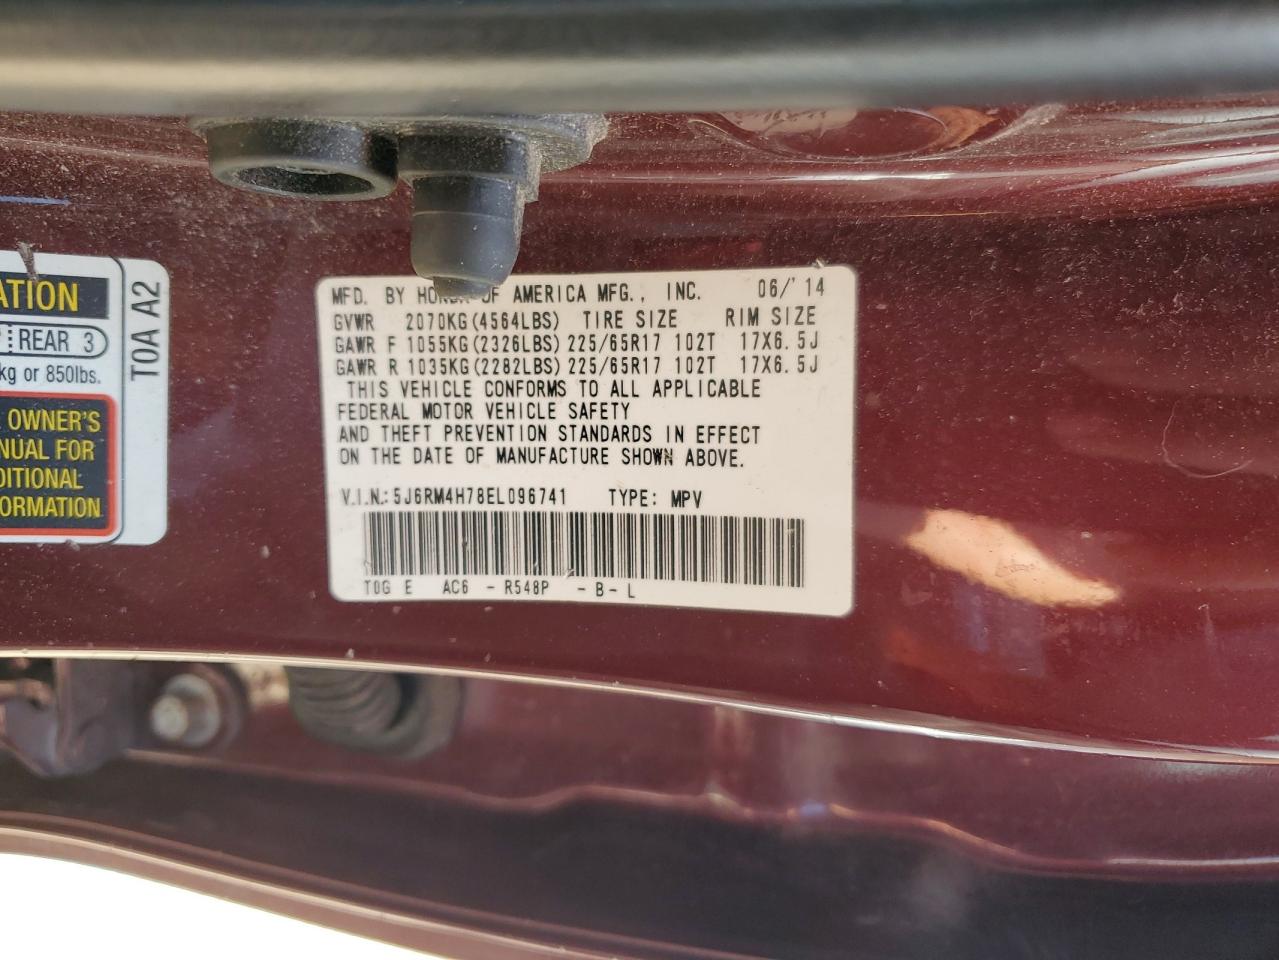 ATION
REAR 3
kg or 850lbs.
OWNER'S
NUAL FOR
DITIONAL
ORMATION
T0A A2
MFD. BY HONDA OF AMERICA MFG., INC. 06/'14
GVWR 2070KG(4564LBS) TIRE SIZE RIM SIZE
GAWR F 1055KG(2326LBS) 225/65R17 102T 17X6.5J
GAWR R 1035KG(2282LBS) 225/65R17 102T 17X6.5J
THIS VEHICLE CONFORMS TO ALL APPLICABLE
FEDERAL MOTOR VEHICLE SAFETY
AND THEFT PREVENTION STANDARDS IN EFFECT
ON THE DATE OF MANUFACTURE SHOWN ABOVE.
V.I.N.: 5J6RM4H78EL096741 TYPE: MPV
T0G E AC6 - R548P - B - L